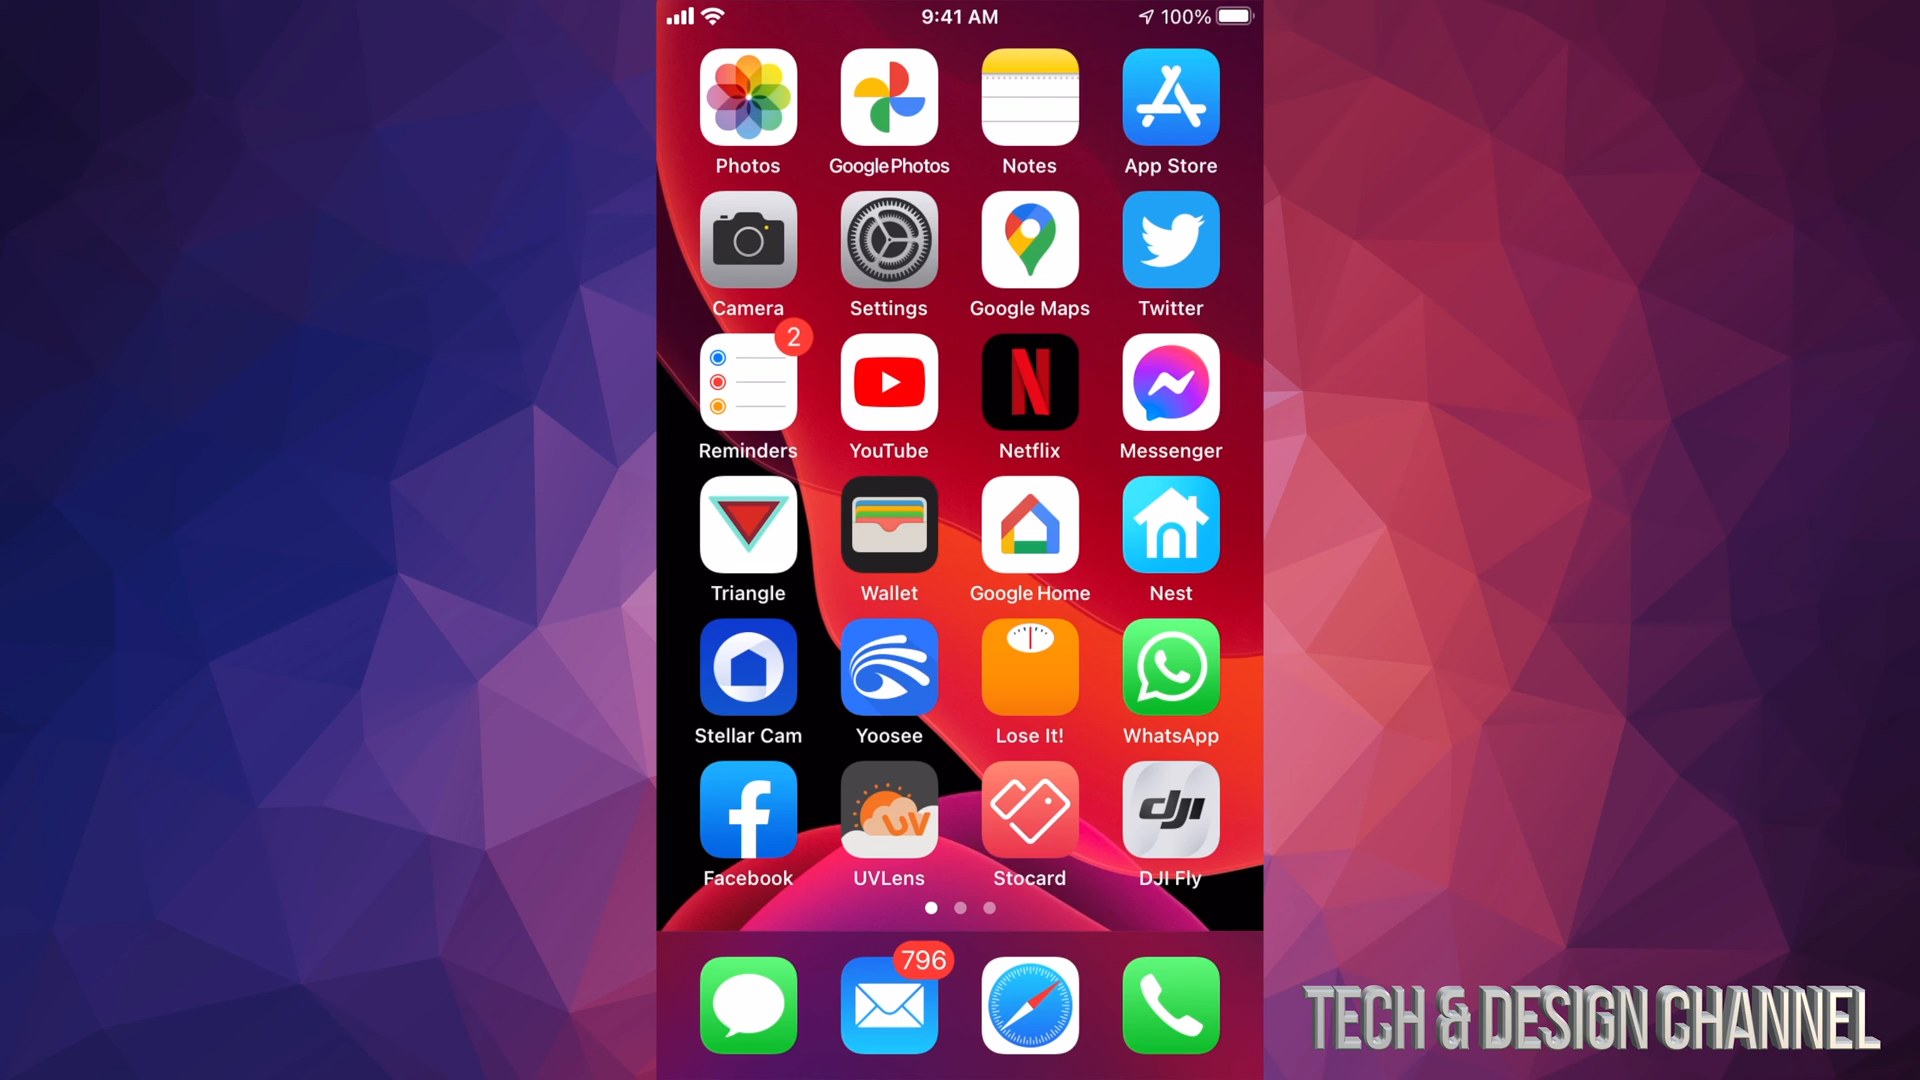 9:41 AM 100%
Photos Google Photos Notes App Store
Camera Settings Google Maps Twitter
2
N
Reminders YouTube Netflix Messenger
Triangle Wallet Google Home Nest
Stellar Cam Yoosee Lose It! WhatsApp
f UV dji
Facebook UVLens Stocard DJI Fly
796
TECH & DESIGN CHANNEL